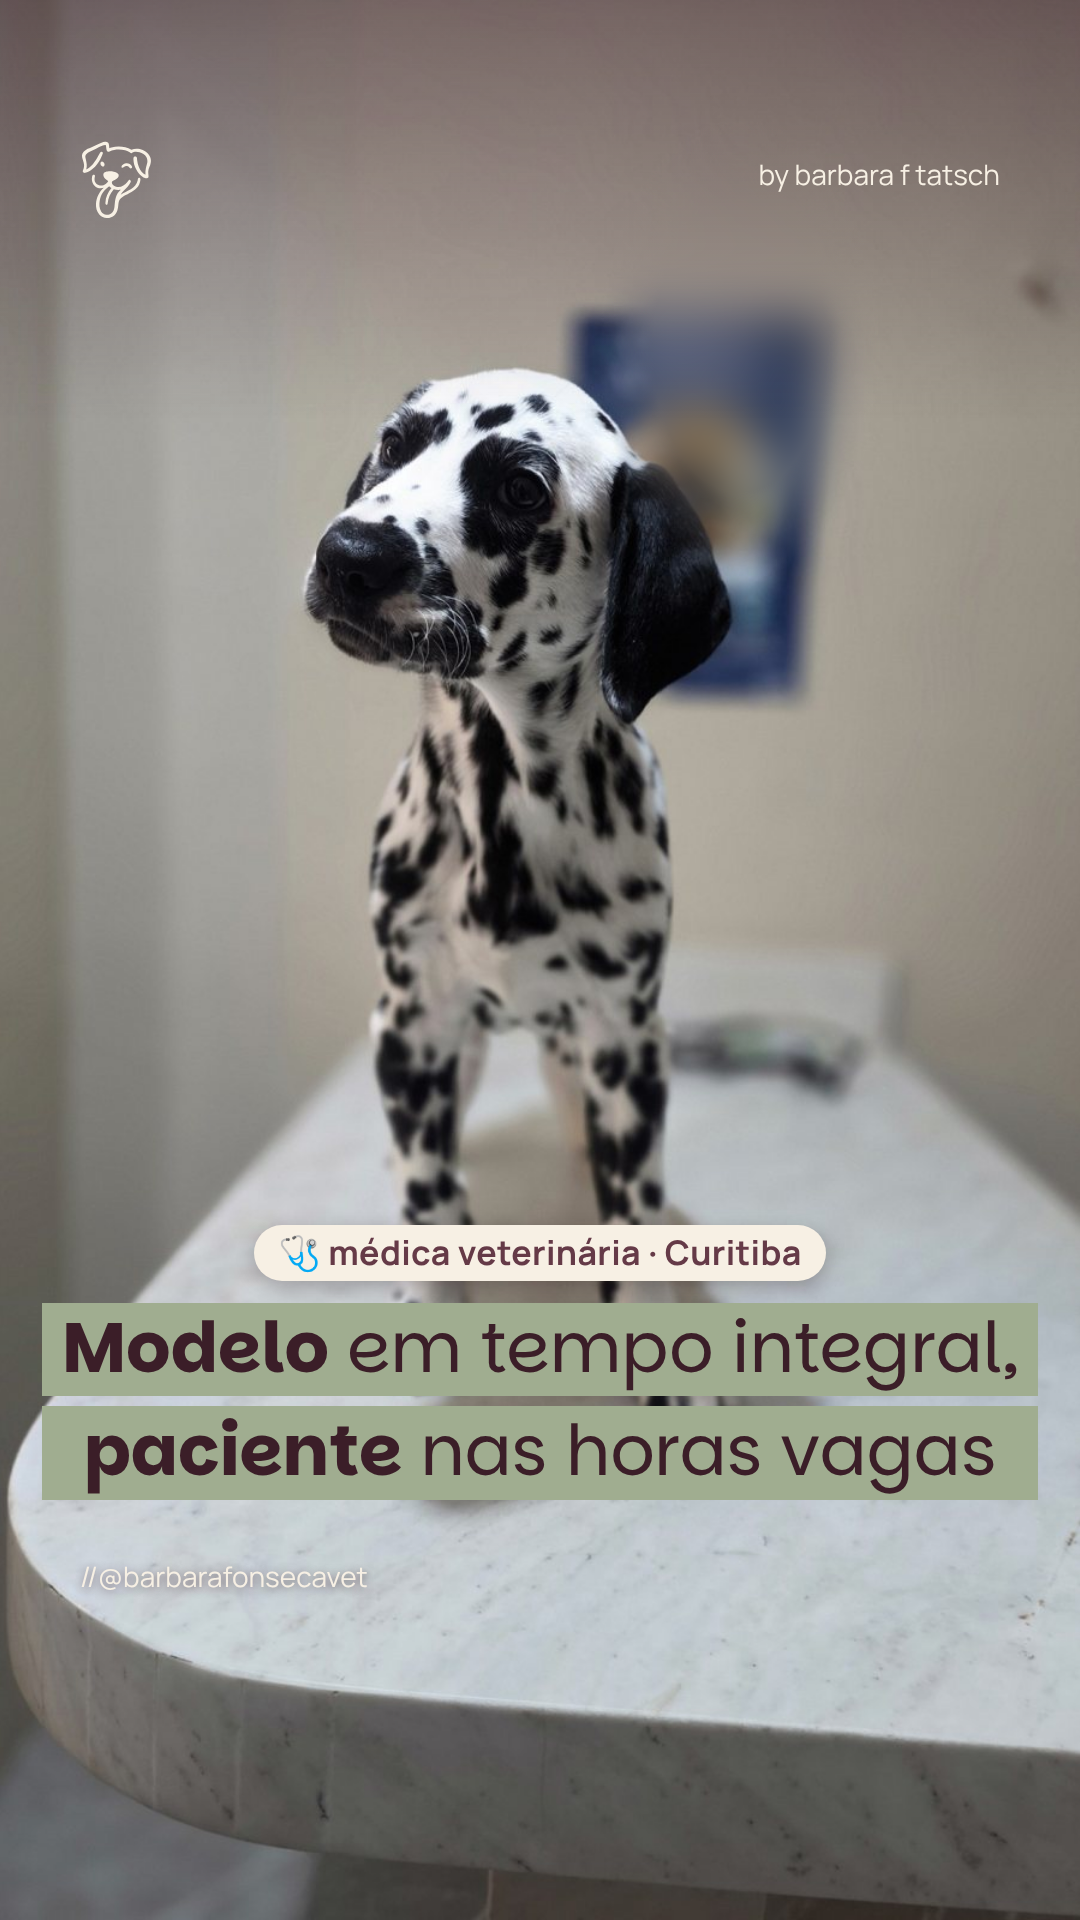 by barbara f tatsch
🩺 médica veterinária · Curitiba
Modelo em tempo integral,
paciente nas horas vagas
//@barbarafonsecavet